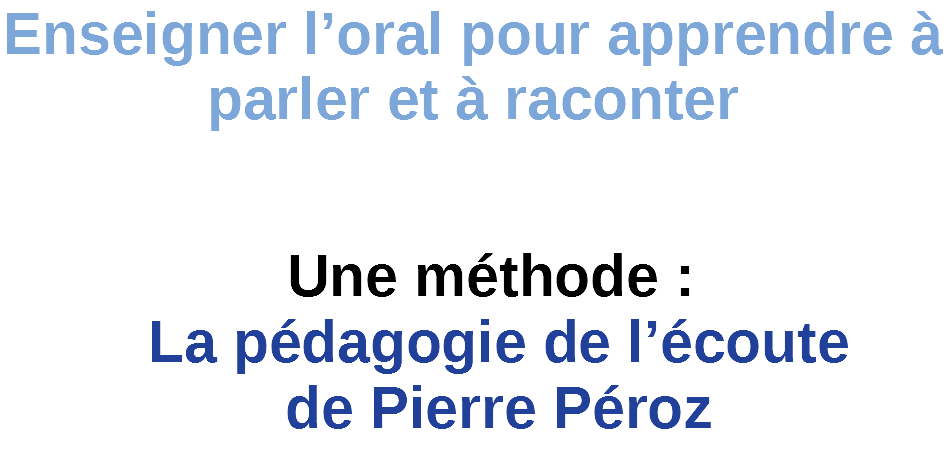 Enseigner l’oral pour apprendre à
parler et à raconter
Une méthode :
La pédagogie de l’écoute
de Pierre Péroz